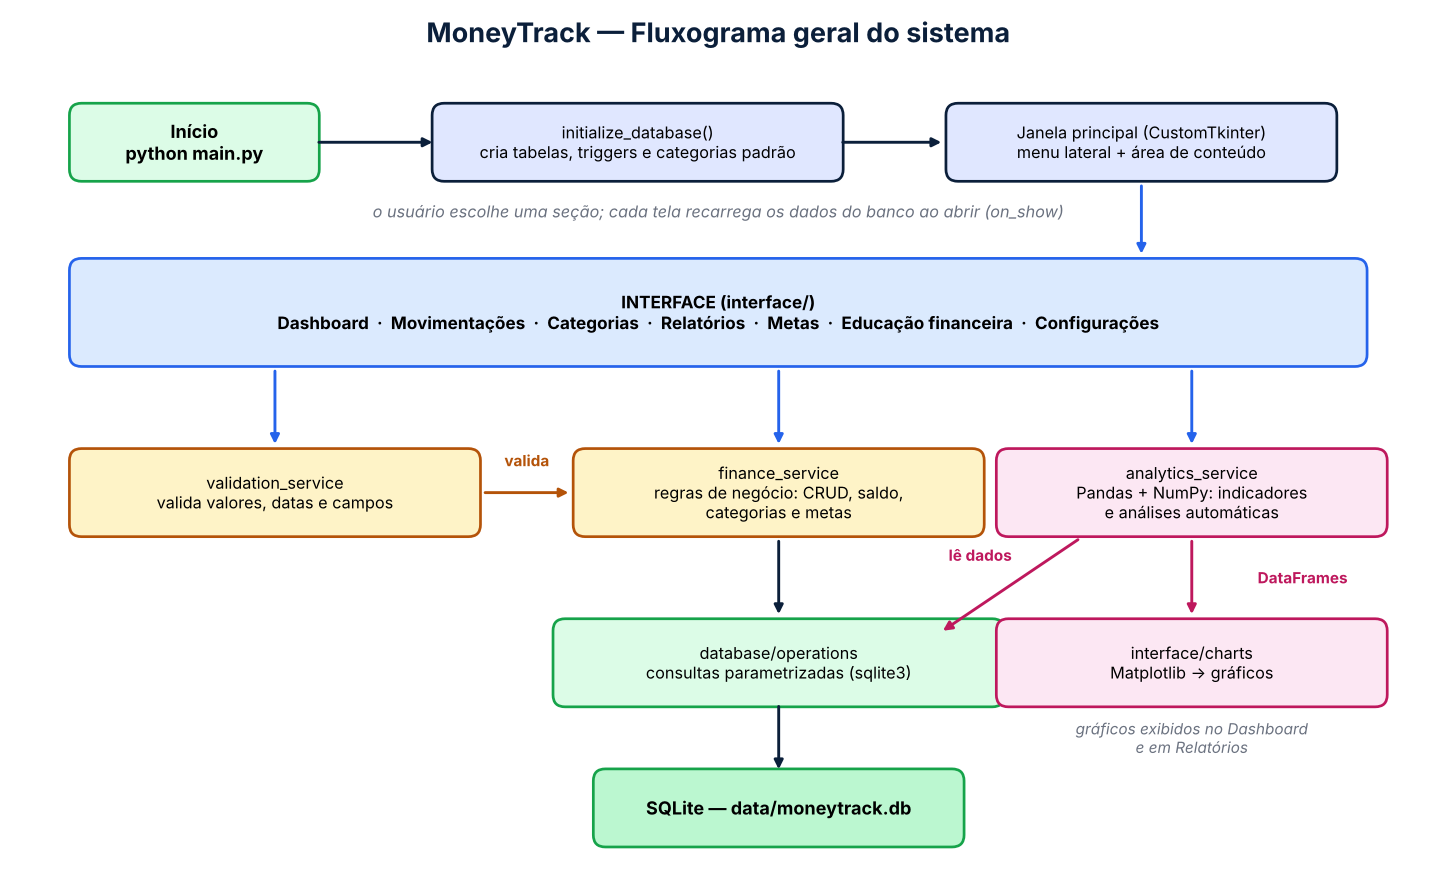 MoneyTrack — Fluxograma geral do sistema
Início
python main.py
initialize_database()
cria tabelas, triggers e categorias padrão
Janela principal (CustomTkinter)
menu lateral + área de conteúdo
o usuário escolhe uma seção; cada tela recarrega os dados do banco ao abrir (on_show)
INTERFACE (interface/)
Dashboard · Movimentações · Categorias · Relatórios · Metas · Educação financeira · Configurações
validation_service
valida valores, datas e campos
valida
finance_service
regras de negócio: CRUD, saldo,
categorias e metas
analytics_service
Pandas + NumPy: indicadores
e análises automáticas
lê dados
DataFrames
database/operations
consultas parametrizadas (sqlite3)
interface/charts
Matplotlib → gráficos
gráficos exibidos no Dashboard
e em Relatórios
SQLite — data/moneytrack.db